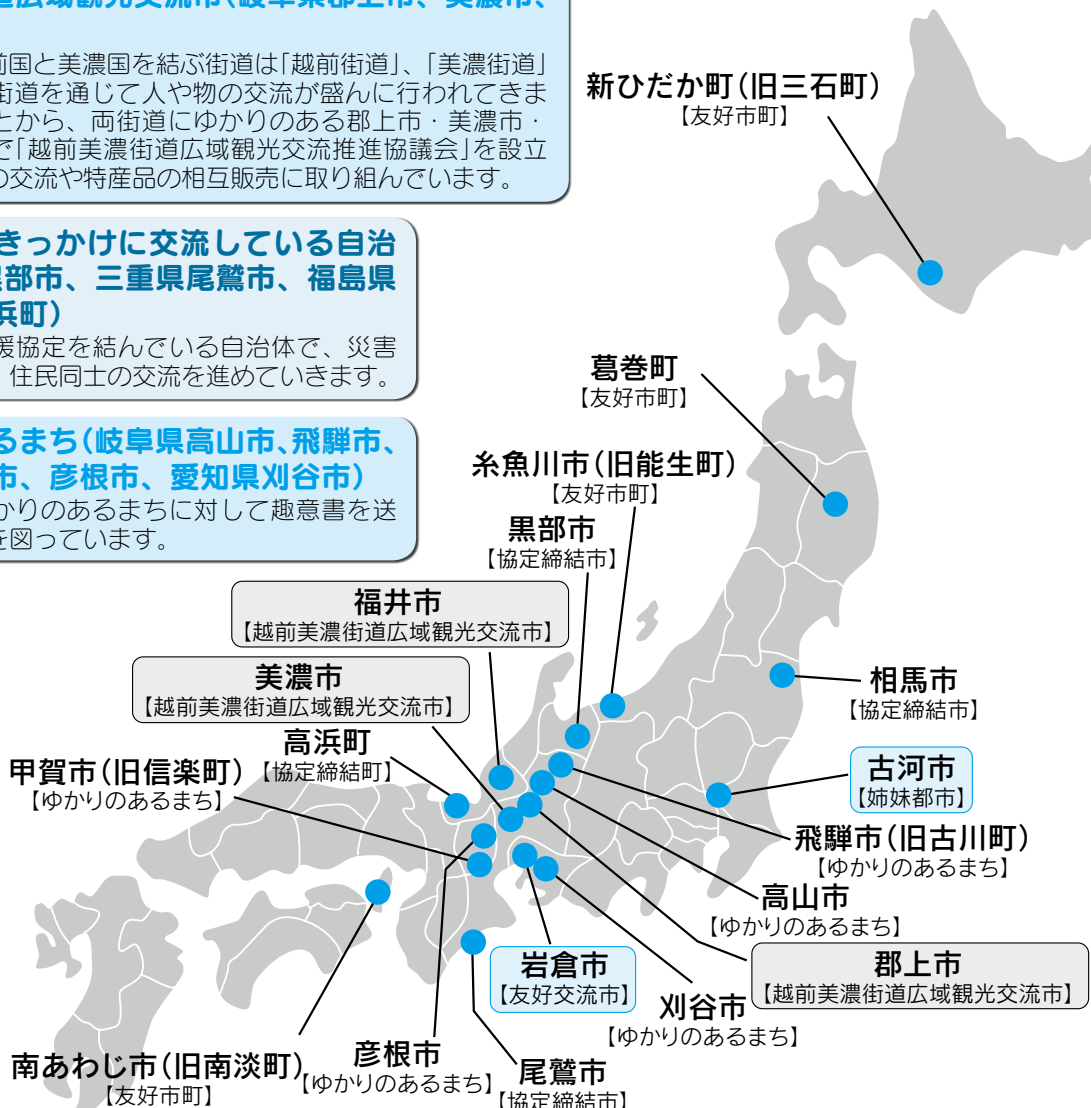 道広域観光交流市(岐阜県郡上市、美濃市、
前国と美濃国を結ぶ街道は「越前街道」、「美濃街道」
街道を通じて人や物の交流が盛んに行われてきま
とから、両街道にゆかりのある郡上市・美濃市・
で「越前美濃街道広域観光交流推進協議会」を設立
の交流や特産品の相互販売に取り組んでいます。
きっかけに交流している自治
黒部市、三重県尾鷲市、福島県
浜町)
援協定を結んでいる自治体で、災害
、住民同士の交流を進めていきます。
るまち(岐阜県高山市、飛騨市、
市、彦根市、愛知県刈谷市)
かりのあるまちに対して趣意書を送
を図っています。
新ひだか町(旧三石町)
【友好市町】
葛巻町
【友好市町】
糸魚川市(旧能生町)
【友好市町】
黒部市
【協定締結市】
福井市
【越前美濃街道広域観光交流市】
美濃市
【越前美濃街道広域観光交流市】
高浜町
【協定締結町】
甲賀市(旧信楽町)
【ゆかりのあるまち】
相馬市
【協定締結市】
古河市
【姉妹都市】
飛騨市(旧古川町)
【ゆかりのあるまち】
高山市
【ゆかりのあるまち】
郡上市
【越前美濃街道広域観光交流市】
岩倉市
【友好交流市】
刈谷市
【ゆかりのあるまち】
南あわじ市(旧南淡町)
【友好市町】
彦根市
【ゆかりのあるまち】
尾鷲市
【協定締結市】